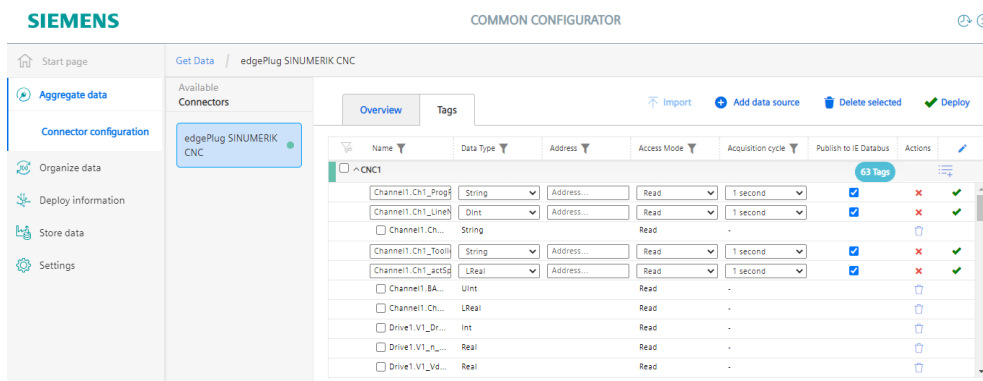 SIEMENS
COMMON CONFIGURATOR
Start page
Aggregate data
Connector configuration
Organize data
Deploy information
Store data
Settings
Get Data / edgePlug SINUMERIK CNC
Available
Connectors
edgePlug SINUMERIK
CNC
Overview Tags
Import Add data source Delete selected Deploy
Name Data Type Address Access Mode Acquisition cycle Publish to IE Databus Actions
CNC1 63 Tags
Channel1.Ch1_Prog String Address... Read 1 second
Channel1.Ch1_Line DInt Address... Read 1 second
Channel1.Ch... String Read -
Channel1.Ch1_Tool String Address... Read 1 second
Channel1.Ch1_actSp LReal Address... Read 1 second
Channel1.BA... UInt Read -
Channel1.Ch... LReal Read -
Drive1.V1_Dr... Int Read -
Drive1.V1_n_... Real Read -
Drive1.V1_Vd... Real Read -